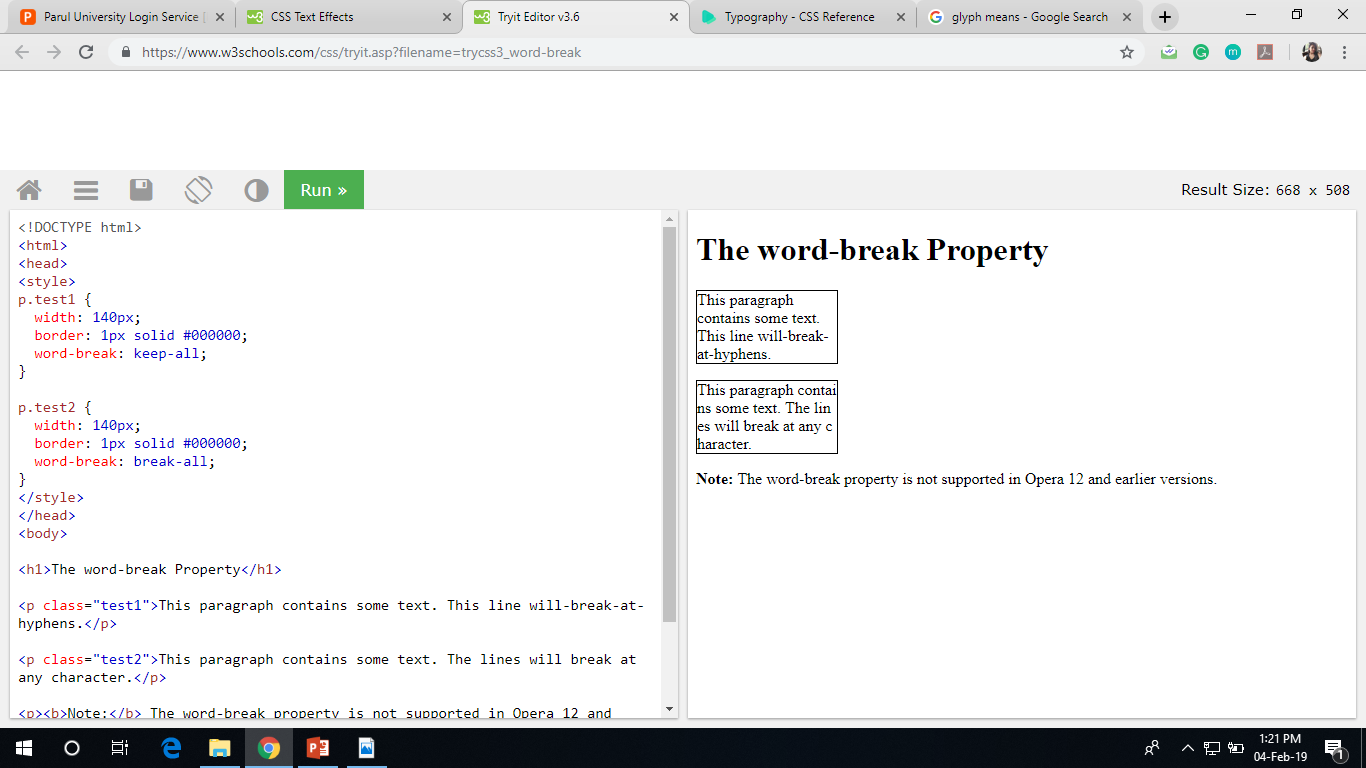 Parul University Login Service
CSS Text Effects
Tryit Editor v3.6
Typography - CSS Reference
glyph means - Google Search
https://www.w3schools.com/css/tryit.asp?filename=trycss3_word-break
Run »
Result Size: 668 x 508
<!DOCTYPE html>
<html>
<head>
<style>
p.test1 {
  width: 140px;
  border: 1px solid #000000;
  word-break: keep-all;
}
p.test2 {
  width: 140px;
  border: 1px solid #000000;
  word-break: break-all;
}
</style>
</head>
<body>
<h1>The word-break Property</h1>
<p class="test1">This paragraph contains some text. This line will-break-at-
hyphens.</p>
<p class="test2">This paragraph contains some text. The lines will break at
any character.</p>
<p><b>Note:</b> The word-break property is not supported in Opera 12 and
The word-break Property
This paragraph
contains some text.
This line will-break-
at-hyphens.
This paragraph contai
ns some text. The lin
es will break at any c
haracter.
Note: The word-break property is not supported in Opera 12 and earlier versions.
1:21 PM
04-Feb-19
1